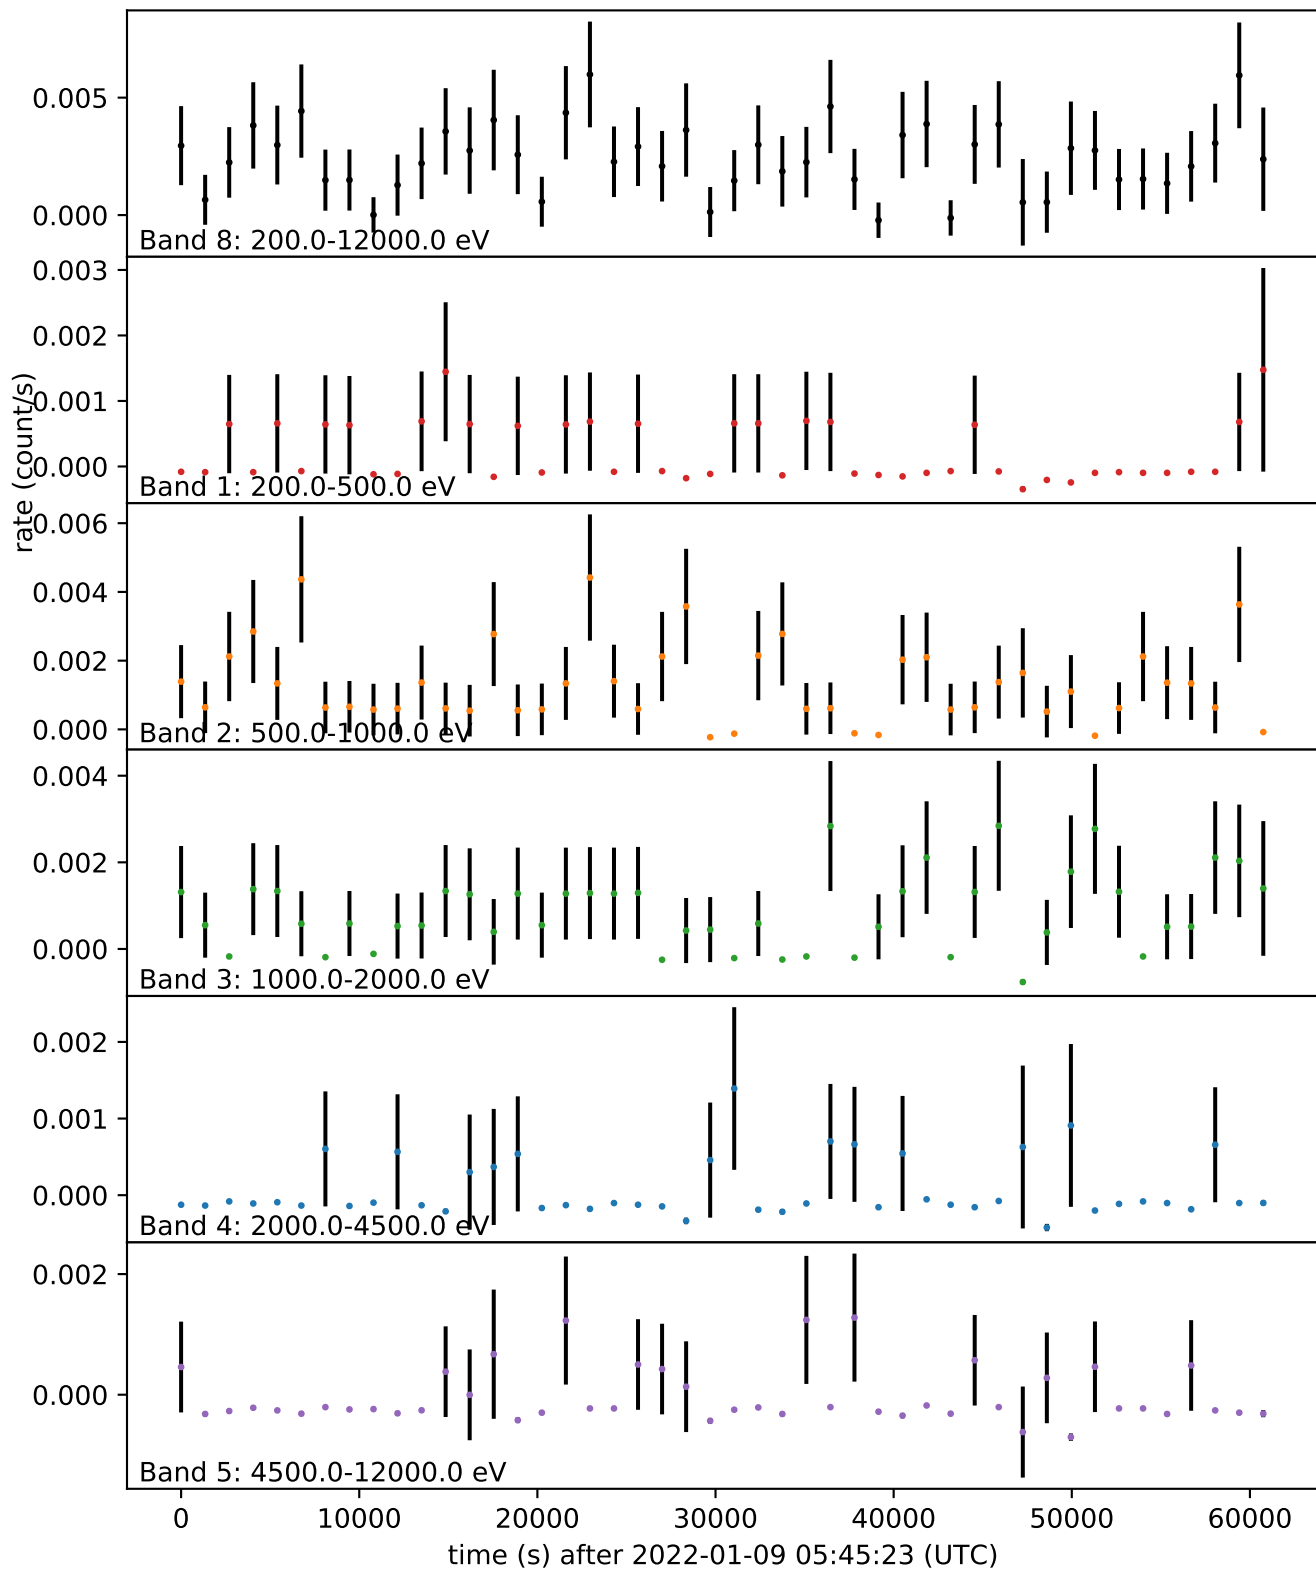 0.005
0.000
Band 8: 200.0-12000.0 eV
0.003
0.002
0.001
0.000
Band 1: 200.0-500.0 eV
rate (count/s)
0.006
0.004
0.002
0.000
Band 2: 500.0-1000.0 eV
0.004
0.002
0.000
Band 3: 1000.0-2000.0 eV
0.002
0.001
0.000
Band 4: 2000.0-4500.0 eV
0.002
0.000
Band 5: 4500.0-12000.0 eV
0 10000 20000 30000 40000 50000 60000
time (s) after 2022-01-09 05:45:23 (UTC)